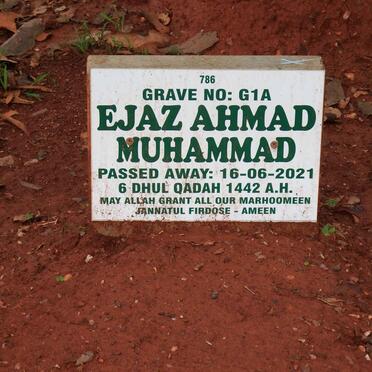 786
GRAVE NO: G1A
EJAZ AHMAD
MUHAMMAD
PASSED AWAY: 16-06-2021
6 DHUL QADAH 1442 A.H.
MAY ALLAH GRANT ALL OUR MARHOOMEEN
JANNATUL FIRDOSE - AMEEN